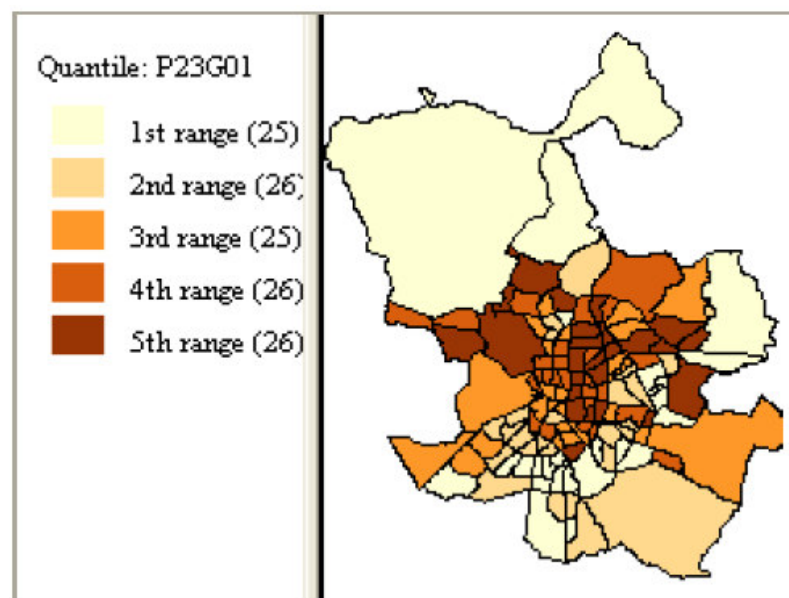 Quantile: P23G01
1st range (25)
2nd range (26)
3rd range (25)
4th range (26)
5th range (26)